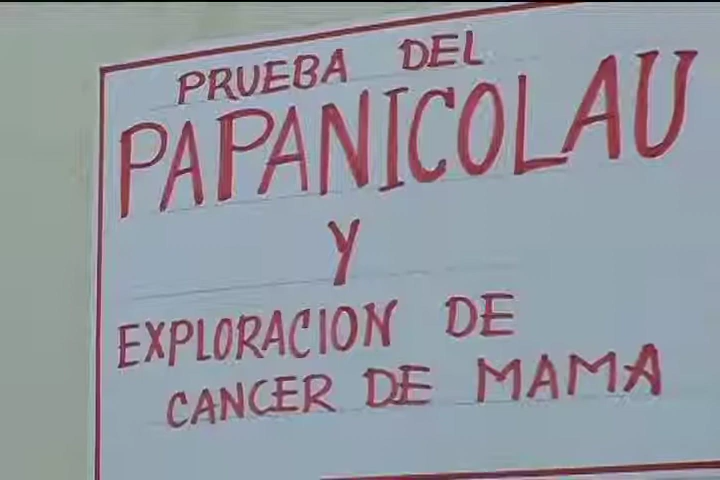 PRUEBA DEL
PAPANICOLAU
Y
EXPLORACION DE
CANCER DE MAMA